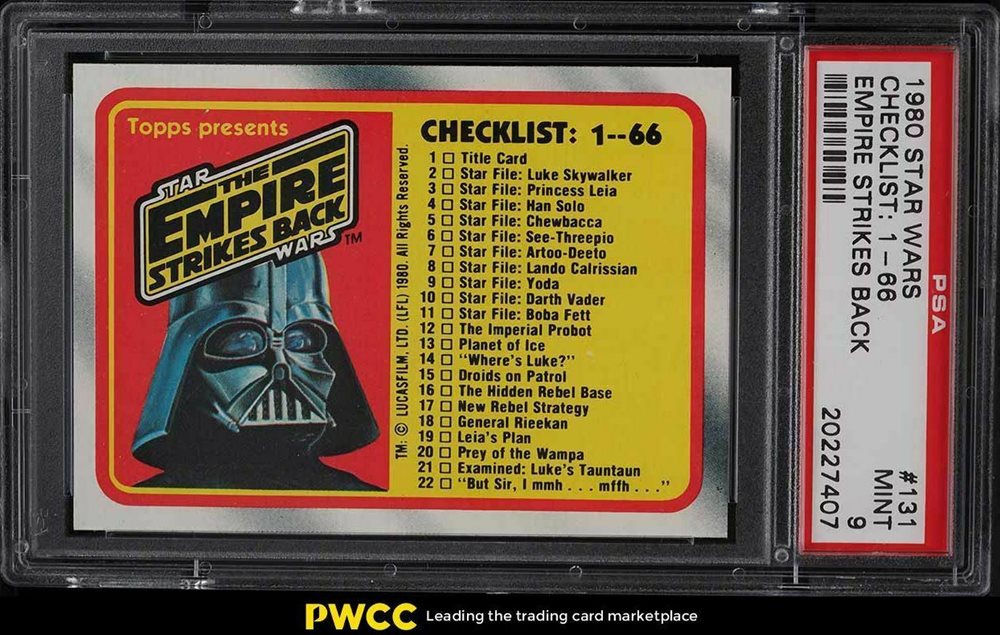 Topps presents
STAR
THE
EMPIRE
STRIKES BACK
WARS TM
TM: © LUCASFILM, LTD. (LFL) 1980. All Rights Reserved.
CHECKLIST: 1--66
1 □ Title Card
2 □ Star File: Luke Skywalker
3 □ Star File: Princess Leia
4 □ Star File: Han Solo
5 □ Star File: Chewbacca
6 □ Star File: See-Threepio
7 □ Star File: Artoo-Deeto
8 □ Star File: Lando Calrissian
9 □ Star File: Yoda
10 □ Star File: Darth Vader
11 □ Star File: Boba Fett
12 □ The Imperial Probot
13 □ Planet of Ice
14 □ "Where's Luke?"
15 □ Droids on Patrol
16 □ The Hidden Rebel Base
17 □ New Rebel Strategy
18 □ General Rieekan
19 □ Leia's Plan
20 □ Prey of the Wampa
21 □ Examined: Luke's Tauntaun
22 □ "But Sir, I mmh . . . mffh . . ."
PSA
1980 STAR WARS #131
CHECKLIST: 1 - 66 MINT
EMPIRE STRIKES BACK 9
20227407
PWCC Leading the trading card marketplace